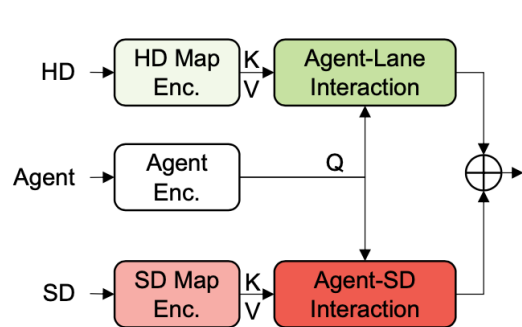 HD
HD Map
Enc.
K
V
Agent-Lane
Interaction
Agent
Agent
Enc.
Q
SD
SD Map
Enc.
K
V
Agent-SD
Interaction